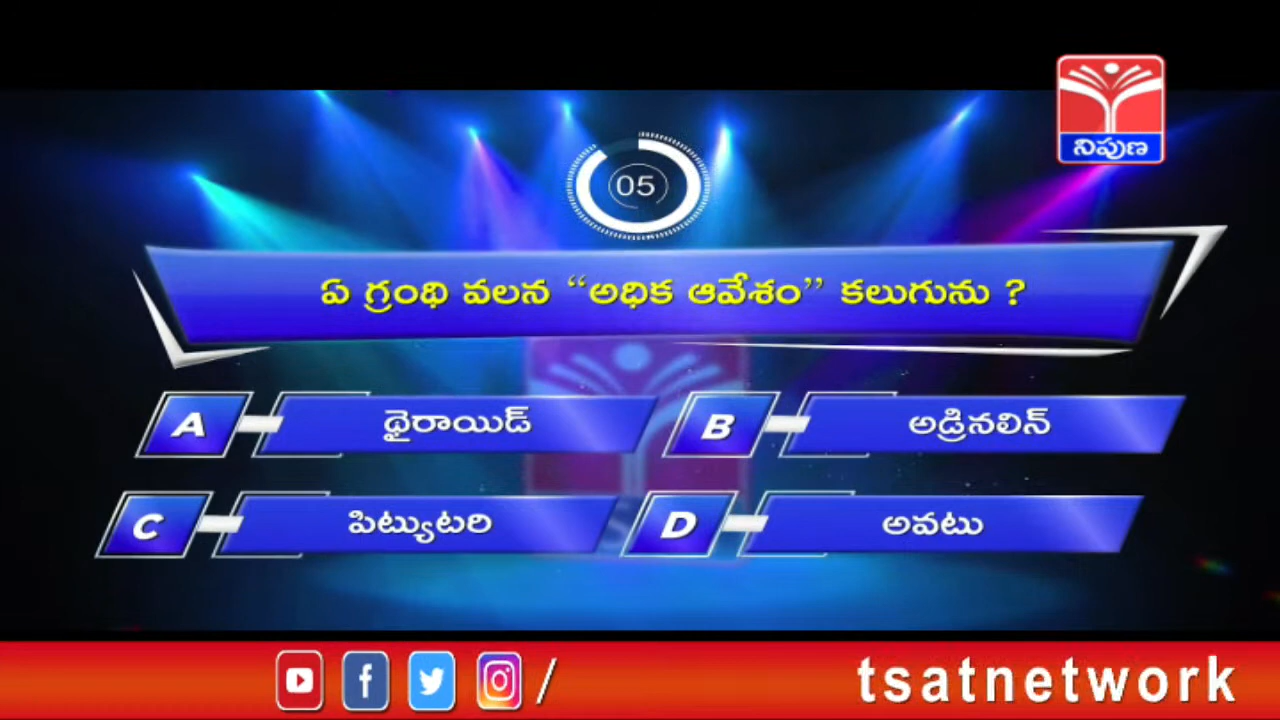 నిపుణ
05
ఏ గ్రంథి వలన “అధిక ఆవేశం” కలుగును ?
A థైరాయిడ్
B అడ్రినలిన్
C పిట్యుటరి
D అవటు
/ tsatnetwork